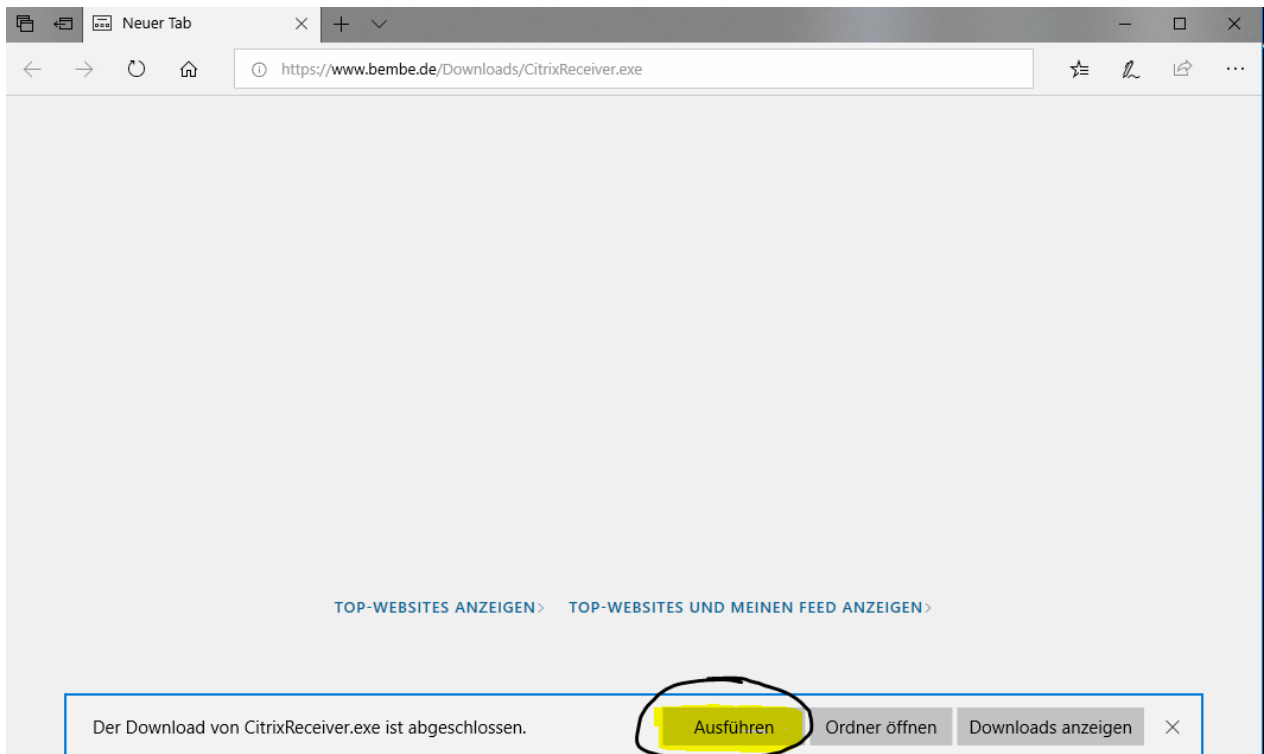 Neuer Tab
https://www.bembe.de/Downloads/CitrixReceiver.exe
TOP-WEBSITES ANZEIGEN> TOP-WEBSITES UND MEINEN FEED ANZEIGEN>
Der Download von CitrixReceiver.exe ist abgeschlossen. Ausführen Ordner öffnen Downloads anzeigen